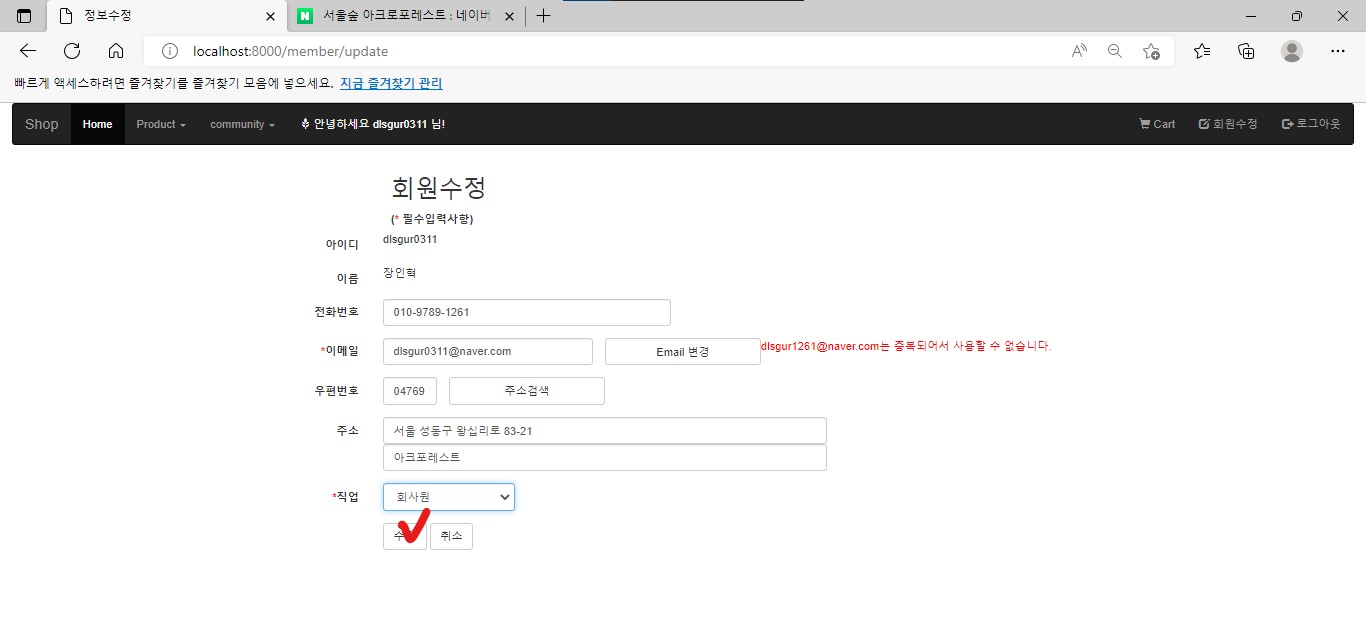 정보수정
서울숲 아크로포레스트 : 네이버
localhost:8000/member/update
빠르게 액세스하려면 즐겨찾기를 즐겨찾기 모음에 넣으세요. 지금 즐겨찾기 관리
Shop Home Product community 안녕하세요 dlsgur0311 님! Cart 회원수정 로그아웃
회원수정
(* 필수입력사항)
아이디 dlsgur0311
이름 장인혁
전화번호 010-9789-1261
*이메일 dlsgur0311@naver.com Email 변경 dlsgur1261@naver.com는 중복되어서 사용할 수 없습니다.
우편번호 04769 주소검색
주소 서울 성동구 왕십리로 83-21
아크포레스트
*직업 회사원
취소